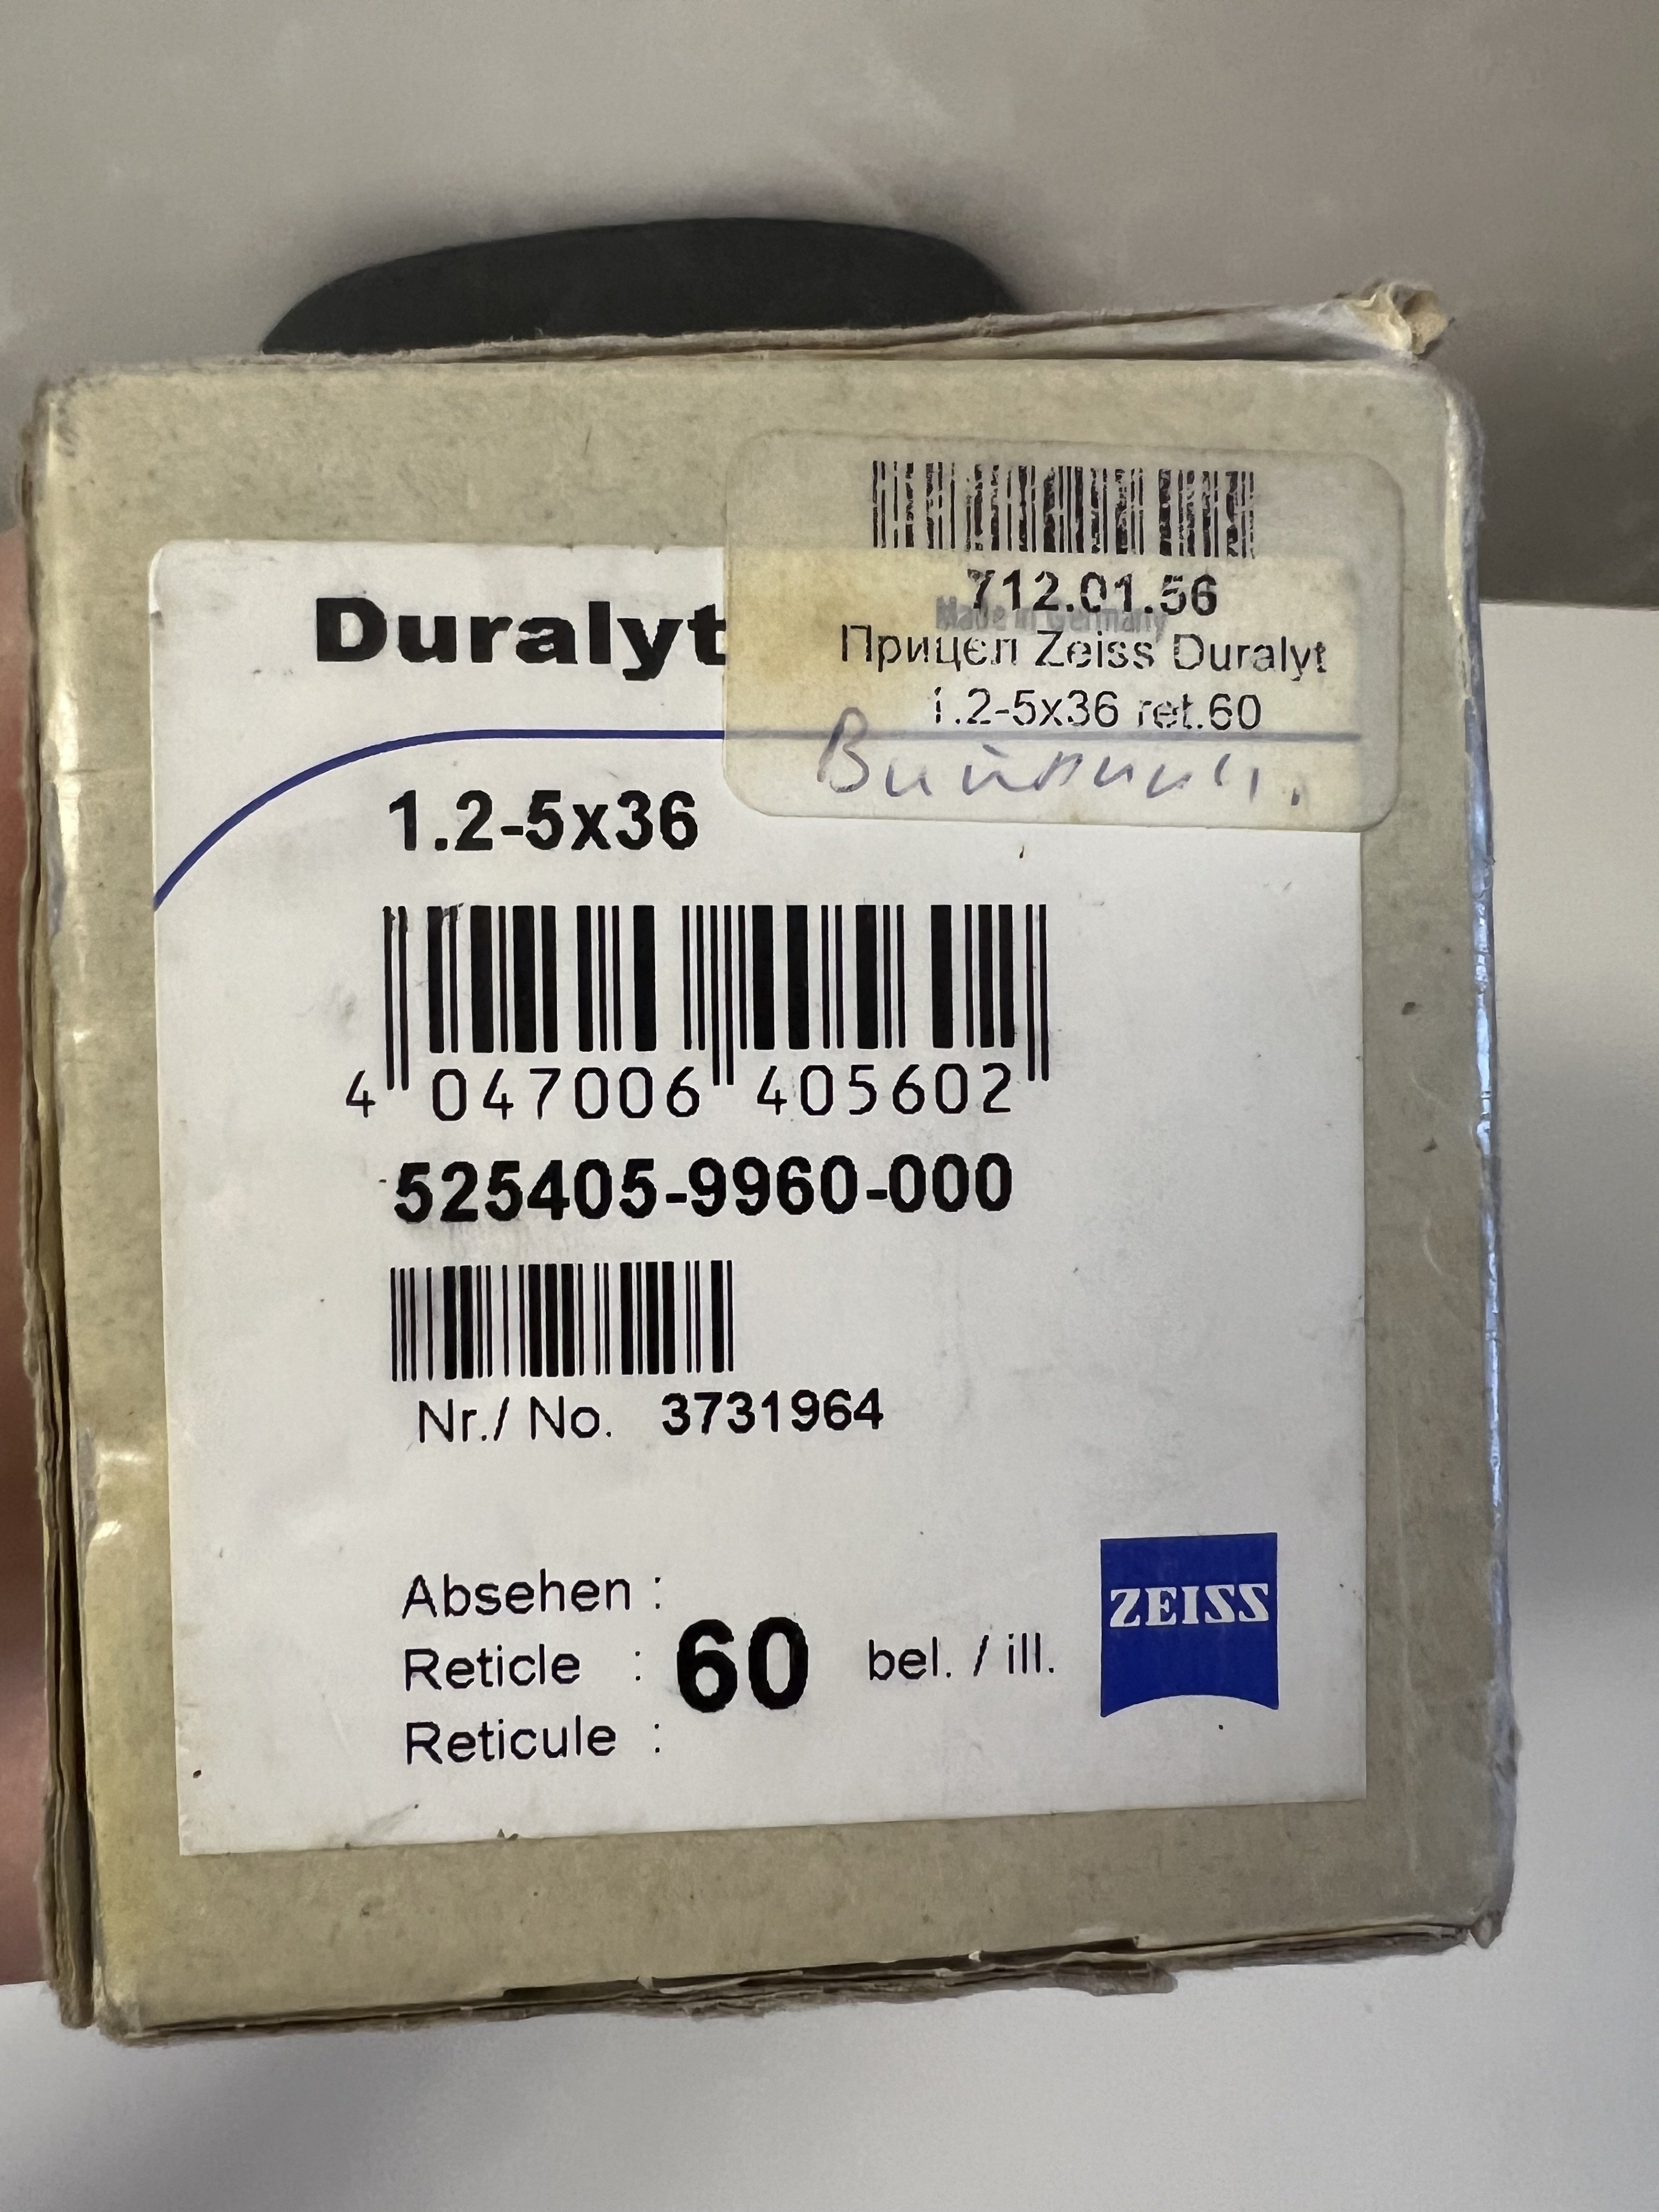 712.01.56
Made in Germany
Прицел Zeiss Duralyt
1.2-5x36 ret.60
Duralyt
1.2-5x36
4 047006 405602
525405-9960-000
Nr./ No. 3731964
Absehen :
Reticle : 60 bel. / ill.
Reticule :
ZEISS